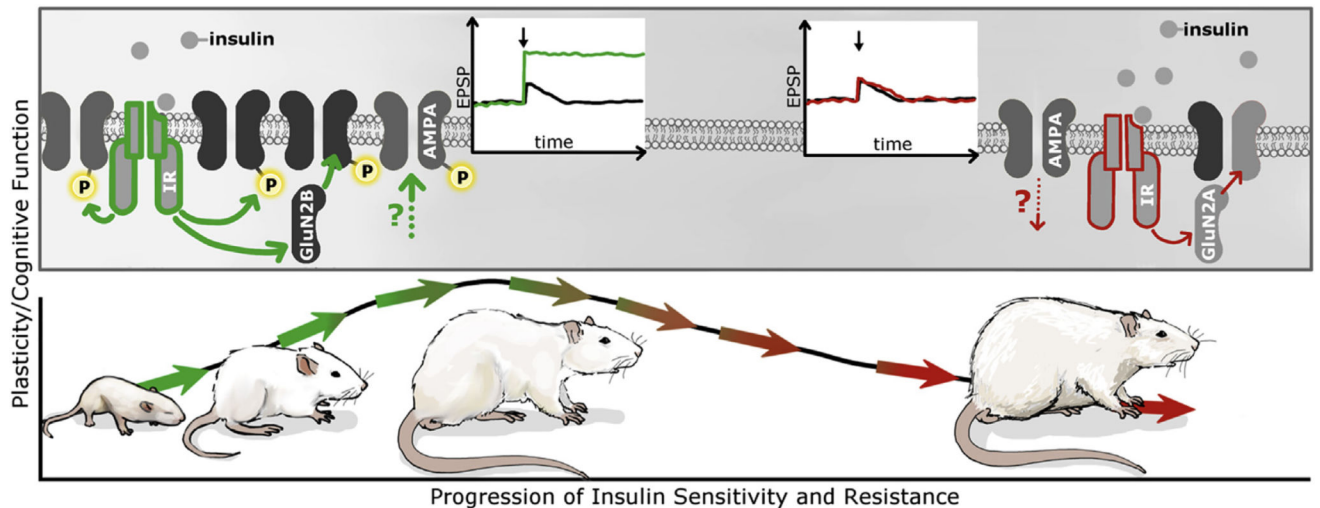 insulin
insulin
EPSP
time
EPSP
time
AMPA
AMPA
IR
IR
P
P
P
P
GluN2B
GluN2A
?
?
Plasticity/Cognitive Function
Progression of Insulin Sensitivity and Resistance